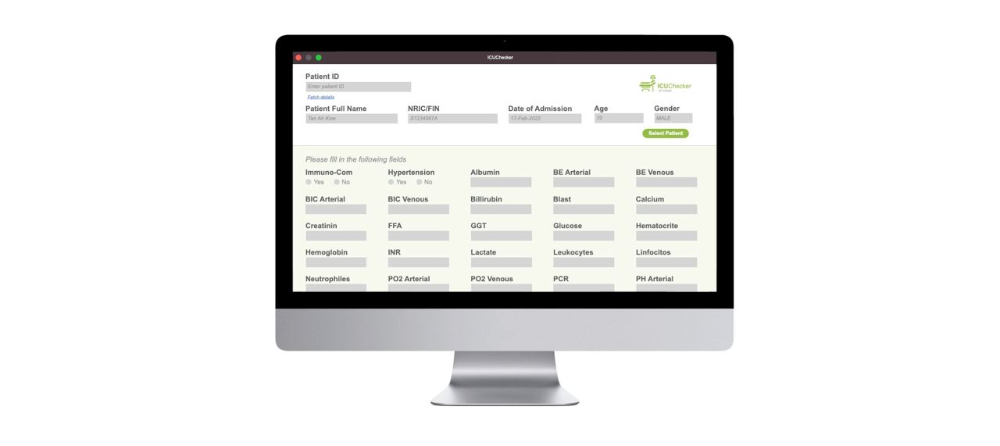 ICUChecker
Patient ID
Enter patient ID
Fetch details
ICUChecker
Patient Full Name NRIC/FIN Date of Admission Age Gender
Tan Ah Kow S1234567A 17-Feb-2022 70 MALE
Select Patient
Please fill in the following fields
Immuno-Com Hypertension Albumin BE Arterial BE Venous
Yes No Yes No
BIC Arterial BIC Venous Billirubin Blast Calcium
Creatinin FFA GGT Glucose Hematocrite
Hemoglobin INR Lactate Leukocytes Linfocitos
Neutrophiles PO2 Arterial PO2 Venous PCR PH Arterial